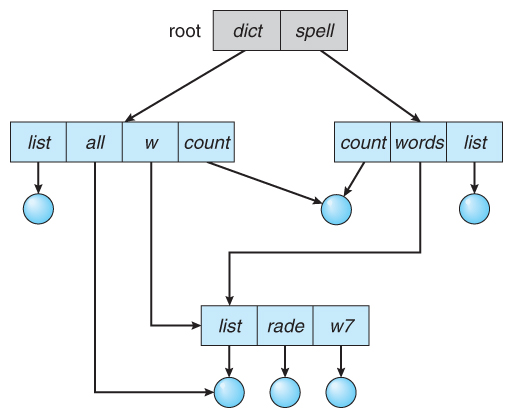 root dict spell
list all w count count words list
list rade w7